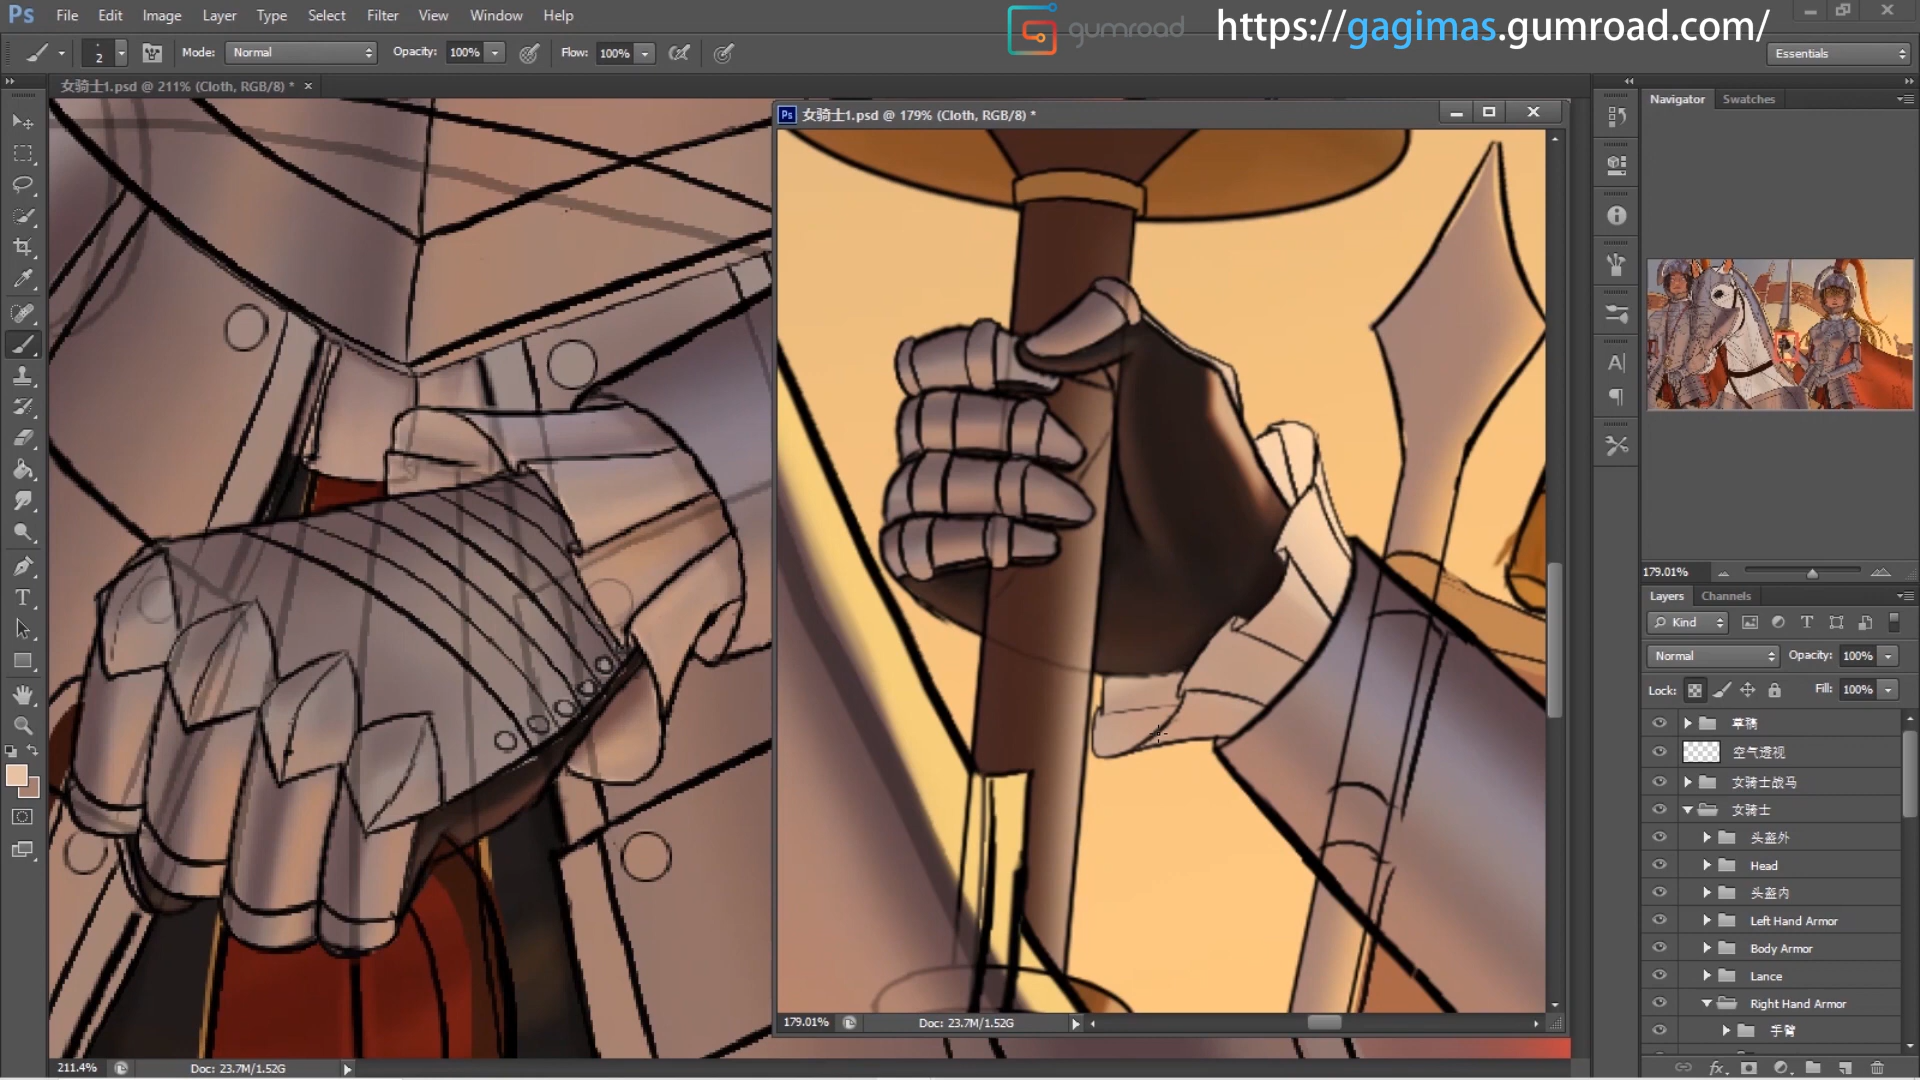 Ps File Edit Image Layer Type Select Filter View Window Help
gumroad
https://gagimas.gumroad.com/
2 Mode: Normal Opacity: 100% Flow: 100% Essentials
女骑士1.psd @ 211% (Cloth, RGB/8) * ×
Ps 女骑士1.psd @ 179% (Cloth, RGB/8) *
Navigator Swatches
179.01%
Layers Channels
Kind
Normal Opacity: 100%
Lock: Fill: 100%
草稿
空气透视
女骑士战马
女骑士
头盔外
Head
头盔内
Left Hand Armor
Body Armor
Lance
Right Hand Armor
手臂
179.01% Doc: 23.7M/1.52G
211.4% Doc: 23.7M/1.52G